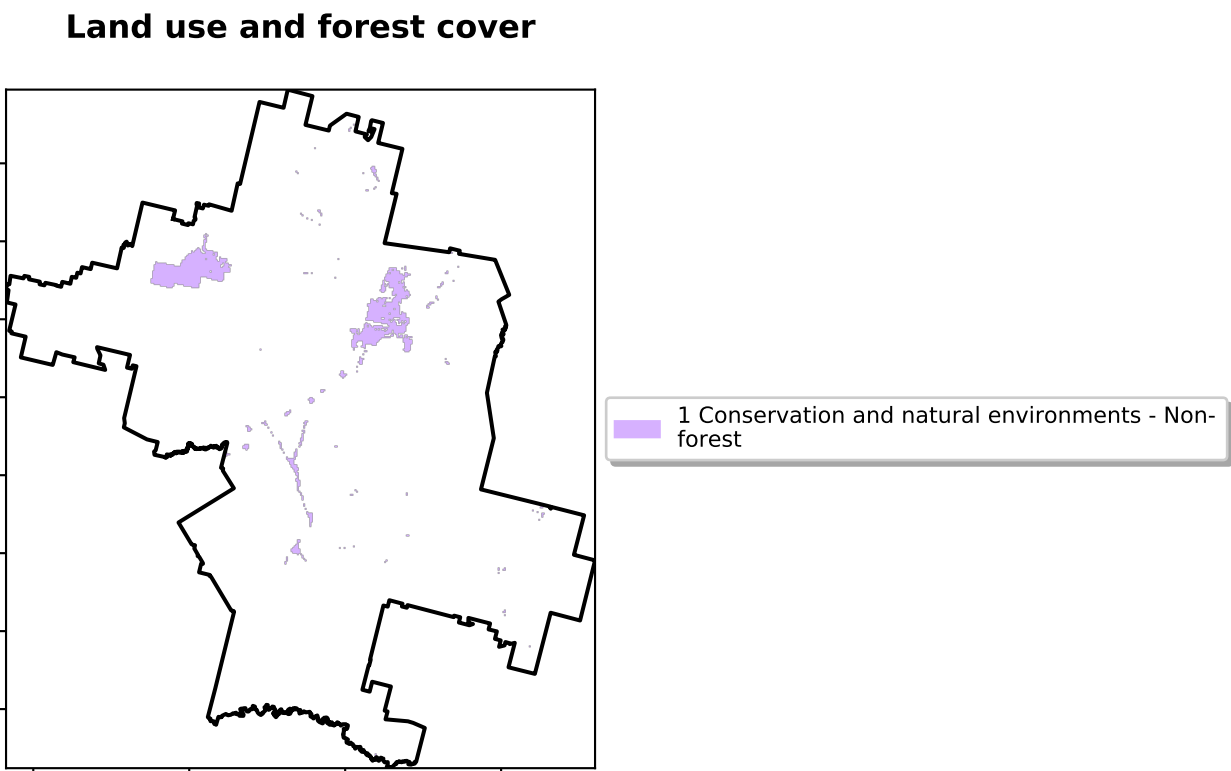 Land use and forest cover
1 Conservation and natural environments - Non-
forest